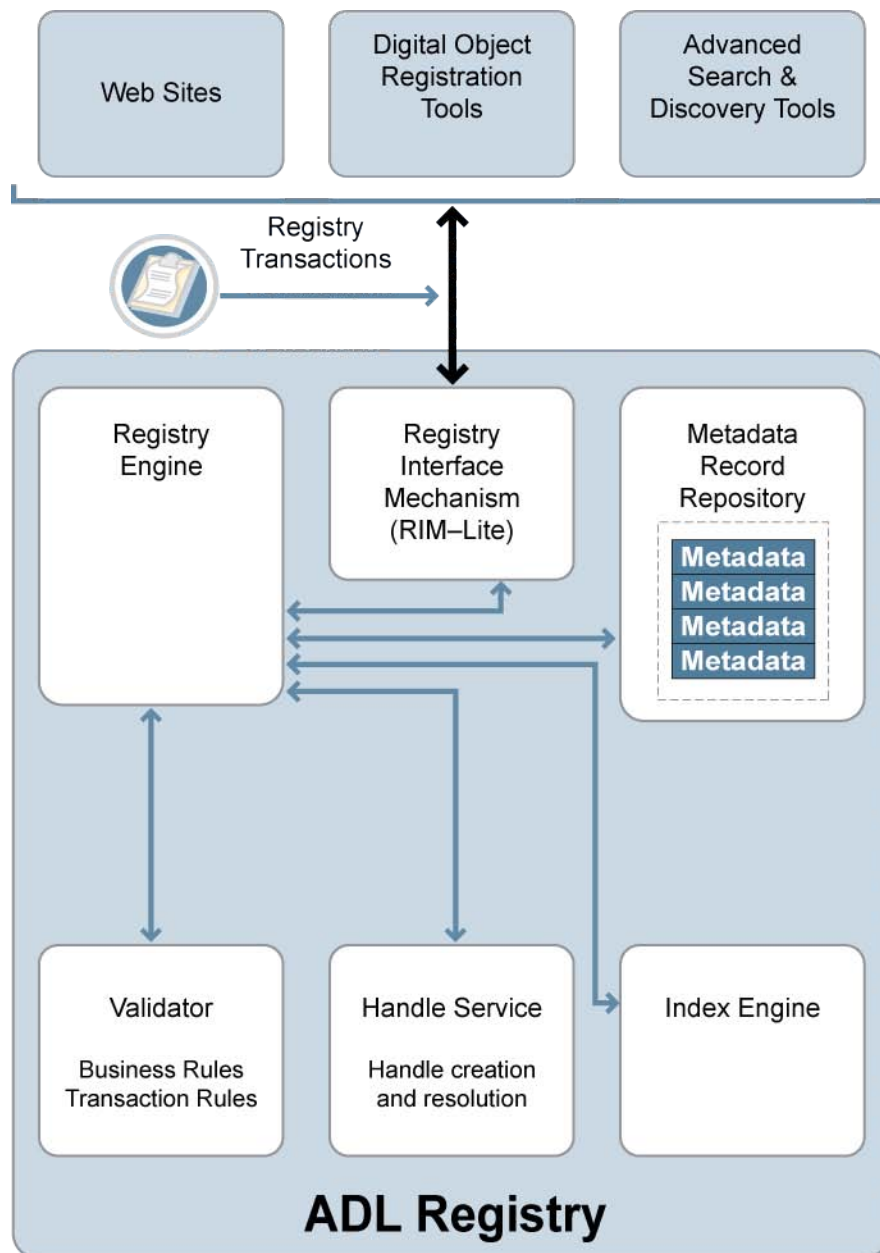 Web Sites
Digital Object
Registration
Tools
Advanced
Search &
Discovery Tools
Registry
Transactions
Registry
Engine
Registry
Interface
Mechanism
(RIM–Lite)
Metadata
Record
Repository
Metadata
Metadata
Metadata
Metadata
Validator
Business Rules
Transaction Rules
Handle Service
Handle creation
and resolution
Index Engine
ADL Registry